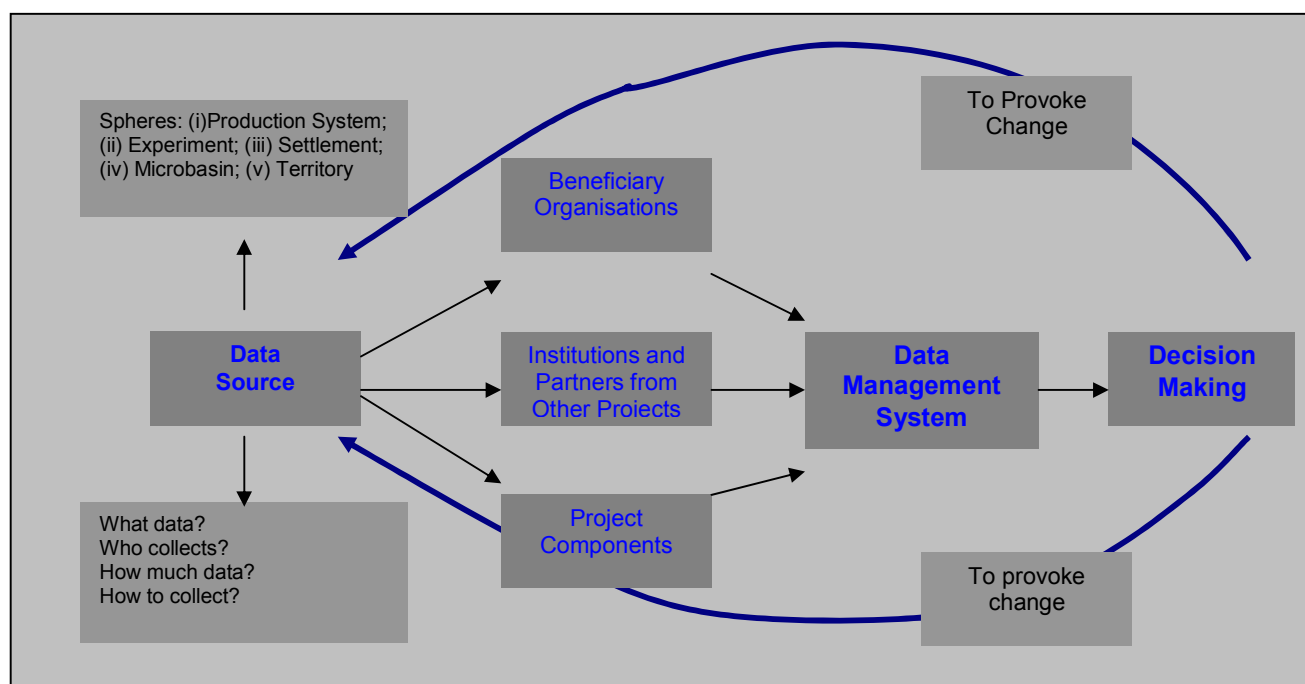 Spheres: (i)Production System;
(ii) Experiment; (iii) Settlement;
(iv) Microbasin; (v) Territory
To Provoke
Change
Beneficiary
Organisations
Data
Source
Institutions and
Partners from
Other Projects
Data
Management
System
Decision
Making
Project
Components
What data?
Who collects?
How much data?
How to collect?
To provoke
change